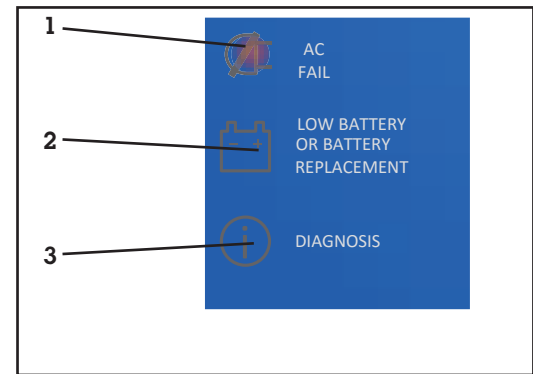 1
AC
FAIL
2
LOW BATTERY
OR BATTERY
REPLACEMENT
3
DIAGNOSIS